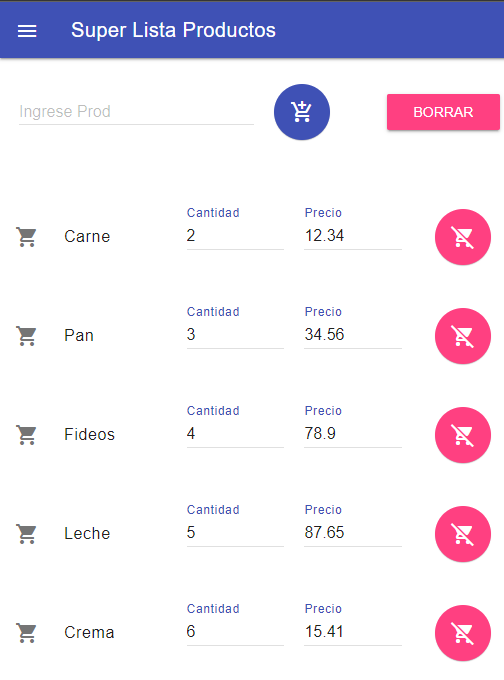 Super Lista Productos
Ingrese Prod
BORRAR
Cantidad Precio
Carne 2 12.34
Cantidad Precio
Pan 3 34.56
Cantidad Precio
Fideos 4 78.9
Cantidad Precio
Leche 5 87.65
Cantidad Precio
Crema 6 15.41